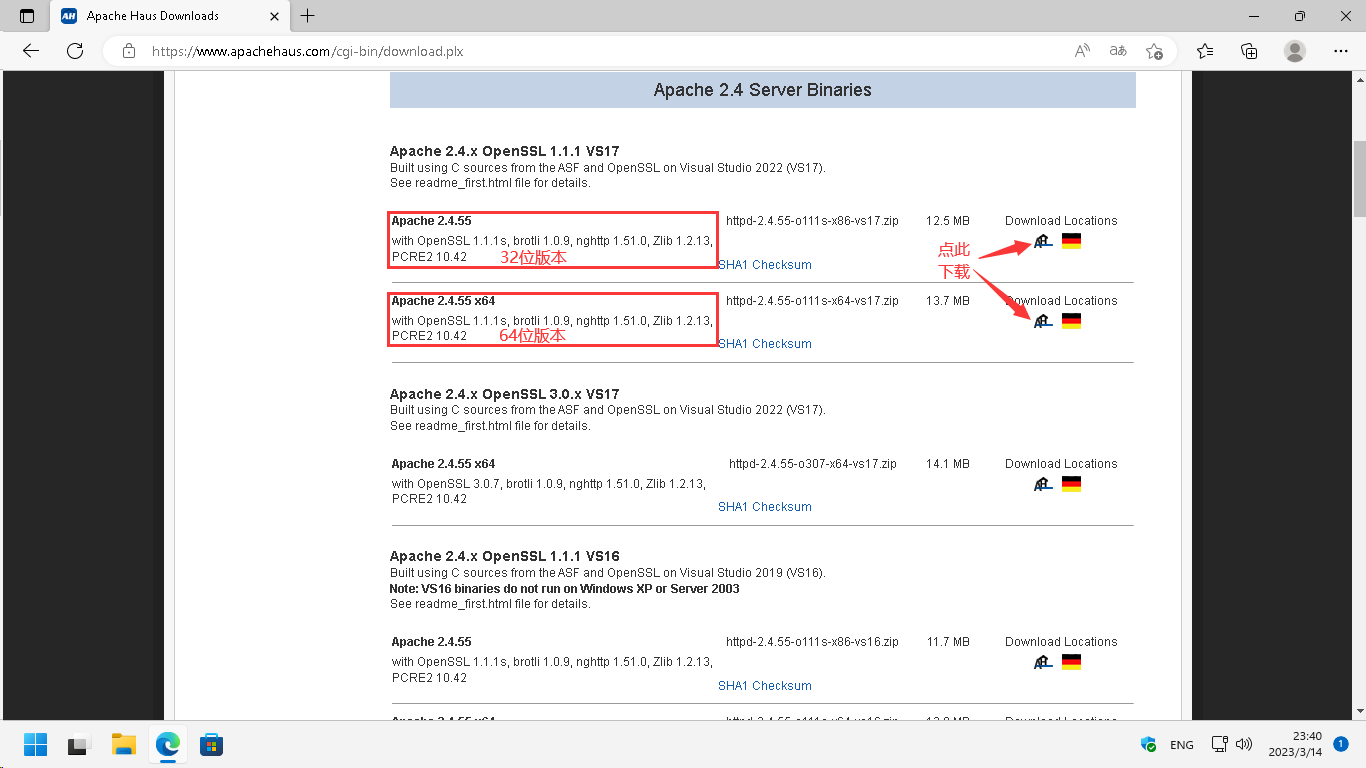 Apache Haus Downloads
https://www.apachehaus.com/cgi-bin/download.plx
Apache 2.4 Server Binaries
Apache 2.4.x OpenSSL 1.1.1 VS17
Built using C sources from the ASF and OpenSSL on Visual Studio 2022 (VS17).
See readme_first.html file for details.
Apache 2.4.55 httpd-2.4.55-o111s-x86-vs17.zip 12.5 MB Download Locations
with OpenSSL 1.1.1s, brotli 1.0.9, nghttp 1.51.0, Zlib 1.2.13,
PCRE2 10.42 32位版本
点此
下载
SHA1 Checksum
Apache 2.4.55 x64 httpd-2.4.55-o111s-x64-vs17.zip 13.7 MB Download Locations
with OpenSSL 1.1.1s, brotli 1.0.9, nghttp 1.51.0, Zlib 1.2.13,
PCRE2 10.42 64位版本
SHA1 Checksum
Apache 2.4.x OpenSSL 3.0.x VS17
Built using C sources from the ASF and OpenSSL on Visual Studio 2022 (VS17).
See readme_first.html file for details.
Apache 2.4.55 x64 httpd-2.4.55-o307-x64-vs17.zip 14.1 MB Download Locations
with OpenSSL 3.0.7, brotli 1.0.9, nghttp 1.51.0, Zlib 1.2.13,
PCRE2 10.42
SHA1 Checksum
Apache 2.4.x OpenSSL 1.1.1 VS16
Built using C sources from the ASF and OpenSSL on Visual Studio 2019 (VS16).
Note: VS16 binaries do not run on Windows XP or Server 2003
See readme_first.html file for details.
Apache 2.4.55 httpd-2.4.55-o111s-x86-vs16.zip 11.7 MB Download Locations
with OpenSSL 1.1.1s, brotli 1.0.9, nghttp 1.51.0, Zlib 1.2.13,
PCRE2 10.42
SHA1 Checksum
ENG
23:40
2023/3/14
1